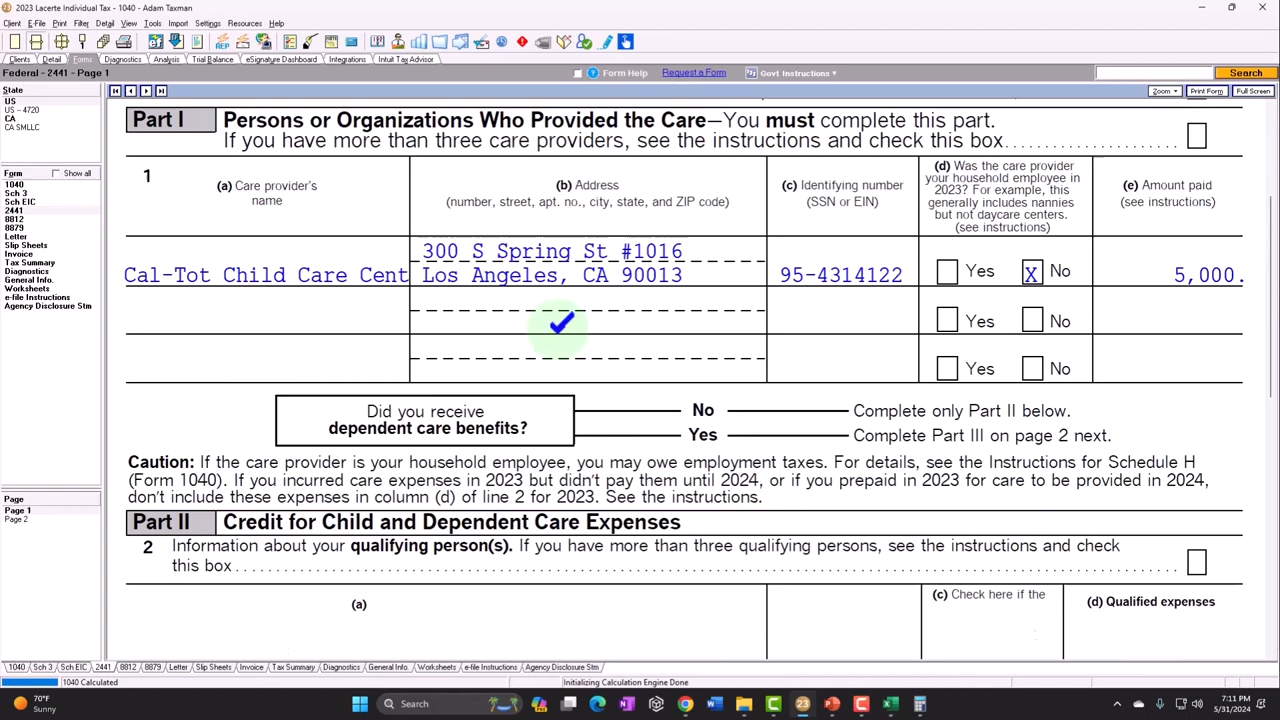 2023 Lacerte Individual Tax - 1040 - Adam Taxman
Client E-File Print Filter Detail View Tools Import Settings Resources Help
REP
Clients Detail Forms Diagnostics Analysis Trial Balance eSignature Dashboard Integrations Intuit Tax Advisor
Federal - 2441 - Page 1
Form Help Request a Form Govt Instructions Search
Zoom Print Form Full Screen
State
US
US - 4720
CA
CA SMLLC
Form Show all
1040
Sch 3
Sch EIC
2441
8812
8879
Letter
Slip Sheets
Invoice
Tax Summary
Diagnostics
General Info.
Worksheets
e-file Instructions
Agency Disclosure Stm
Page
Page 1
Page 2
Part I Persons or Organizations Who Provided the Care—You must complete this part.
If you have more than three care providers, see the instructions and check this box
1
(a) Care provider's
name
(b) Address
(number, street, apt. no., city, state, and ZIP code)
(c) Identifying number
(SSN or EIN)
(d) Was the care provider
your household employee in
2023? For example, this
generally includes nannies
but not daycare centers.
(see instructions)
(e) Amount paid
(see instructions)
300 S Spring St #1016
Cal-Tot Child Care Cent Los Angeles, CA 90013 95-4314122 Yes X No 5,000.
Yes No
Yes No
Did you receive
dependent care benefits?
No Complete only Part II below.
Yes Complete Part III on page 2 next.
Caution: If the care provider is your household employee, you may owe employment taxes. For details, see the Instructions for Schedule H
(Form 1040). If you incurred care expenses in 2023 but didn't pay them until 2024, or if you prepaid in 2023 for care to be provided in 2024,
don't include these expenses in column (d) of line 2 for 2023. See the instructions.
Part II Credit for Child and Dependent Care Expenses
2 Information about your qualifying person(s). If you have more than three qualifying persons, see the instructions and check
this box
(a)
(c) Check here if the
(d) Qualified expenses
1040 Sch 3 Sch EIC 2441 8812 8879 Letter Slip Sheets Invoice Tax Summary Diagnostics General Info. Worksheets e-file Instructions Agency Disclosure Stm
1040 Calculated Initializing Calculation Engine Done
70°F
Sunny
Search
23
7:11 PM
5/31/2024